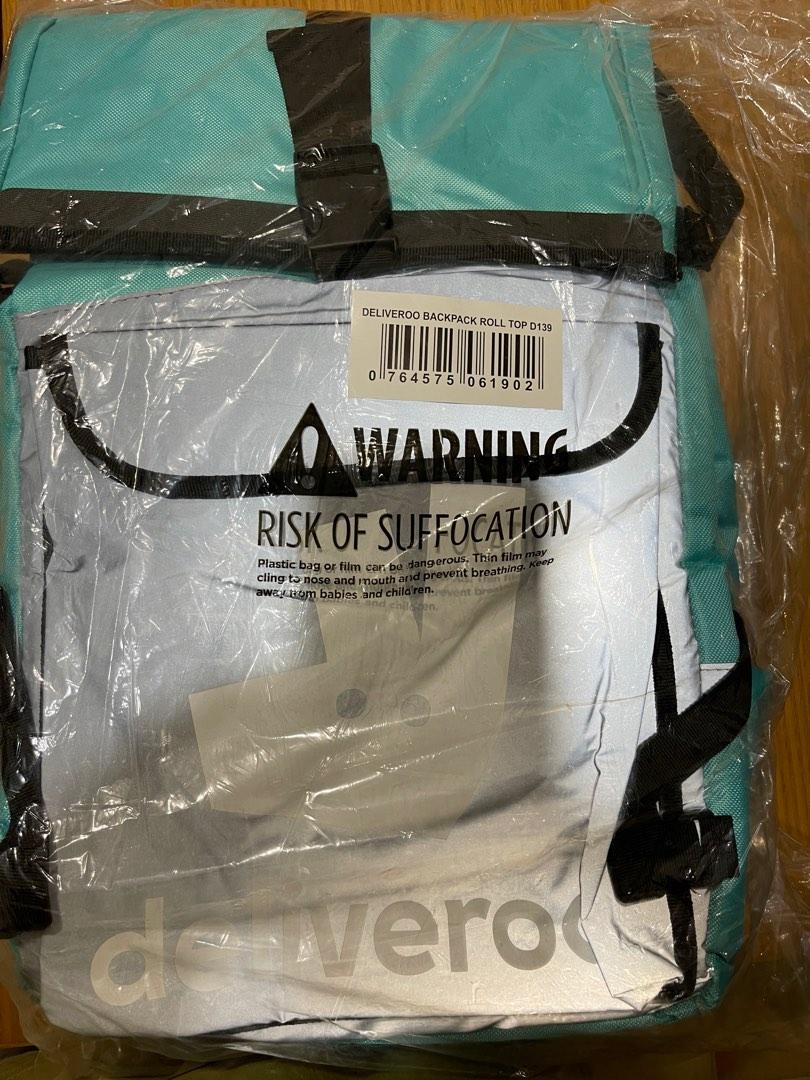 DELIVEROO BACKPACK ROLL TOP D139
0 764575 061902
WARNING
RISK OF SUFFOCATION
Plastic bag or film can be dangerous. Thin film may
cling to nose and mouth and prevent breathing. Keep
away from babies and children.
deliveroo